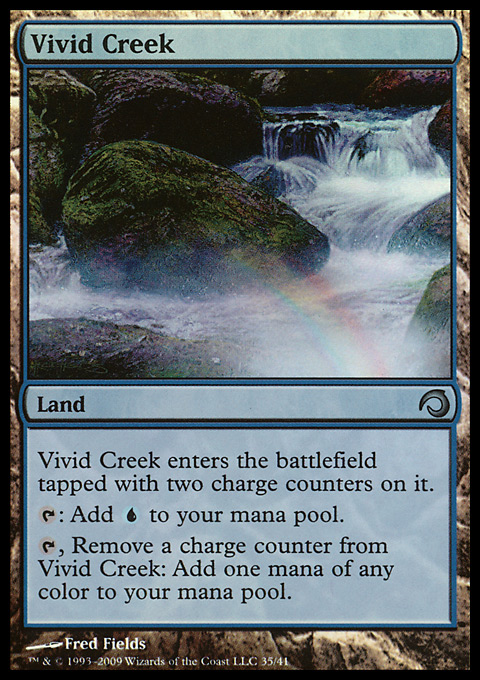 Vivid Creek
Land
Vivid Creek enters the battlefield
tapped with two charge counters on it.
: Add to your mana pool.
, Remove a charge counter from
Vivid Creek: Add one mana of any
color to your mana pool.
Fred Fields
™ & © 1993-2009 Wizards of the Coast LLC 35/41